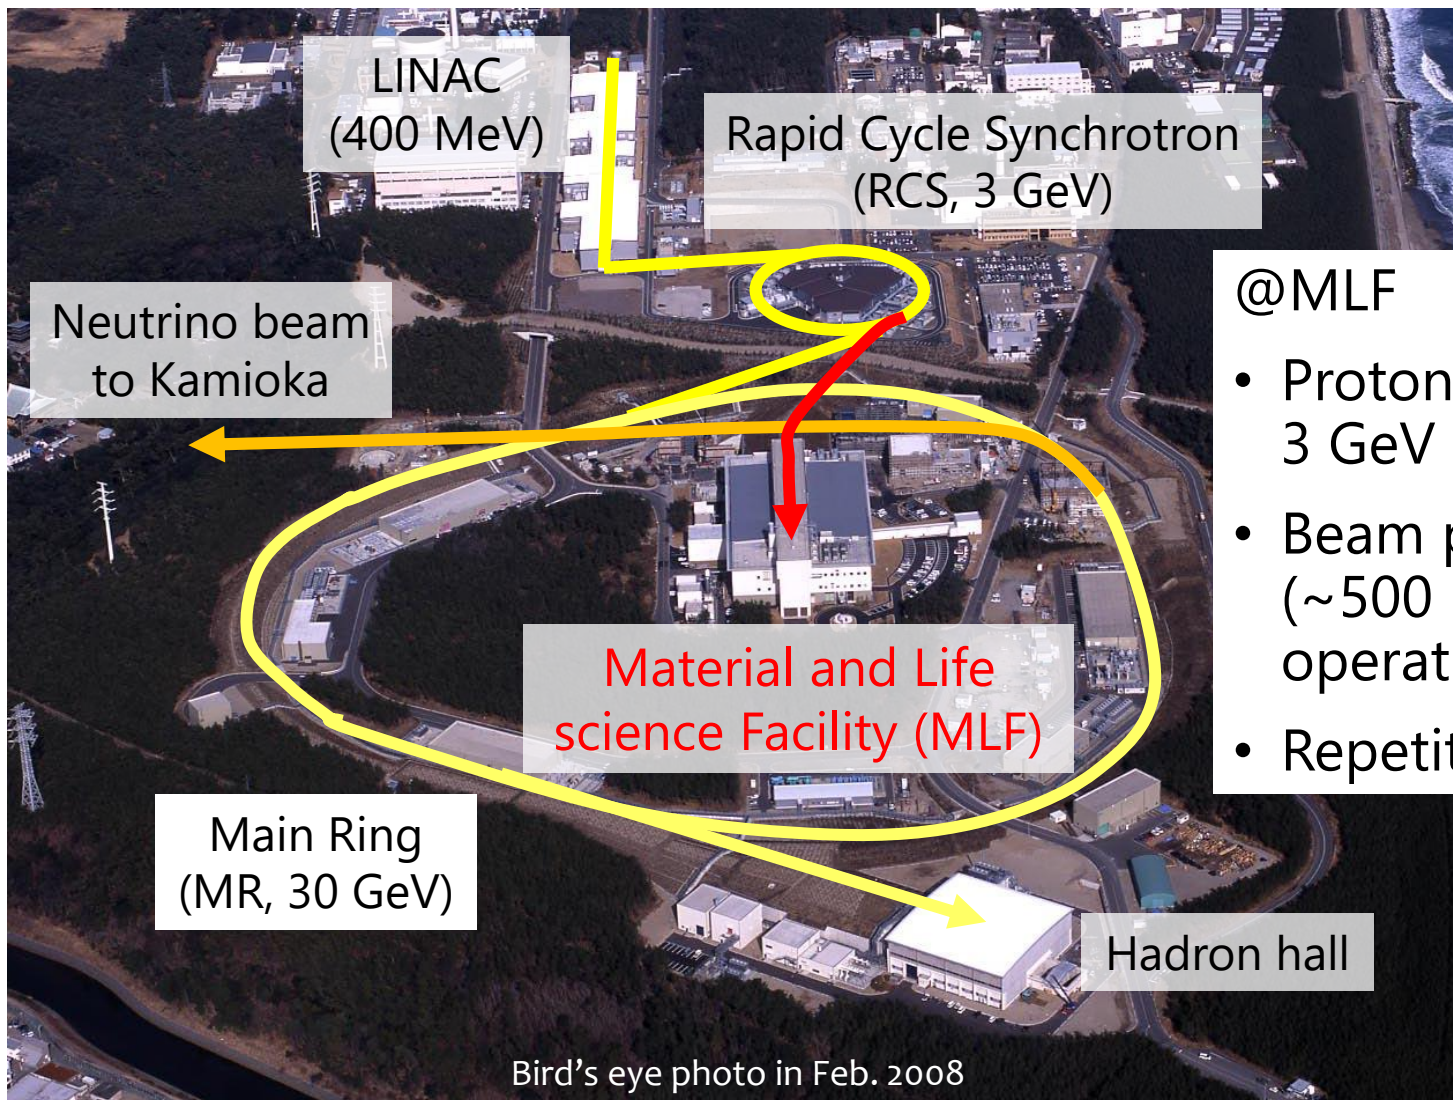 LINAC
(400 MeV)
Rapid Cycle Synchrotron
(RCS, 3 GeV)
Neutrino beam
to Kamioka
@MLF
• Proton
3 GeV
• Beam
(~500
Material and Life
science Facility (MLF)
Main Ring
(MR, 30 GeV)
Hadron hall
Bird's eye photo in Feb. 2008